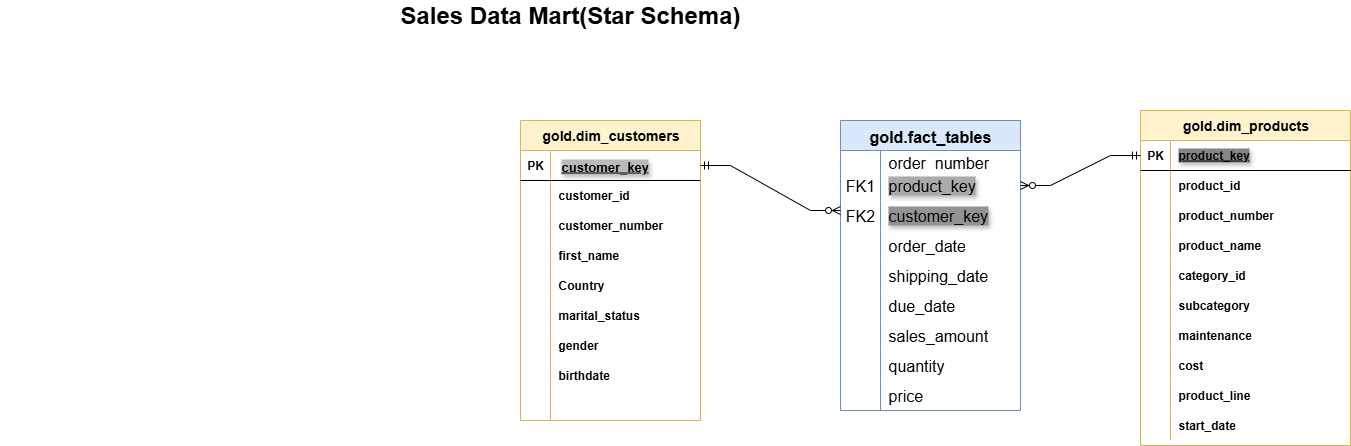 Sales Data Mart(Star Schema)
gold.dim_customers
PK customer_key
customer_id
customer_number
first_name
Country
marital_status
gender
birthdate
gold.fact_tables
order_number
FK1 product_key
FK2 customer_key
order_date
shipping_date
due_date
sales_amount
quantity
price
gold.dim_products
PK product_key
product_id
product_number
product_name
category_id
subcategory
maintenance
cost
product_line
start_date